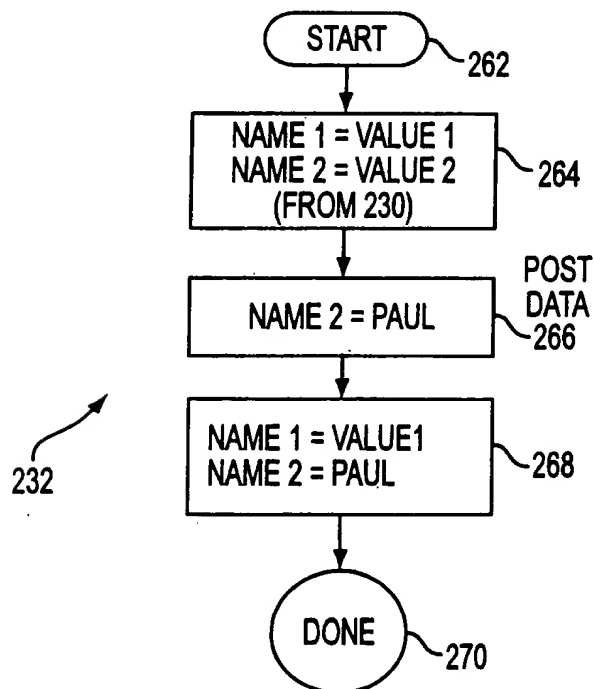 START
262
NAME 1 = VALUE 1
NAME 2 = VALUE 2
(FROM 230)
264
POST
DATA
266
NAME 2 = PAUL
NAME 1 = VALUE1
NAME 2 = PAUL
268
232
DONE
270